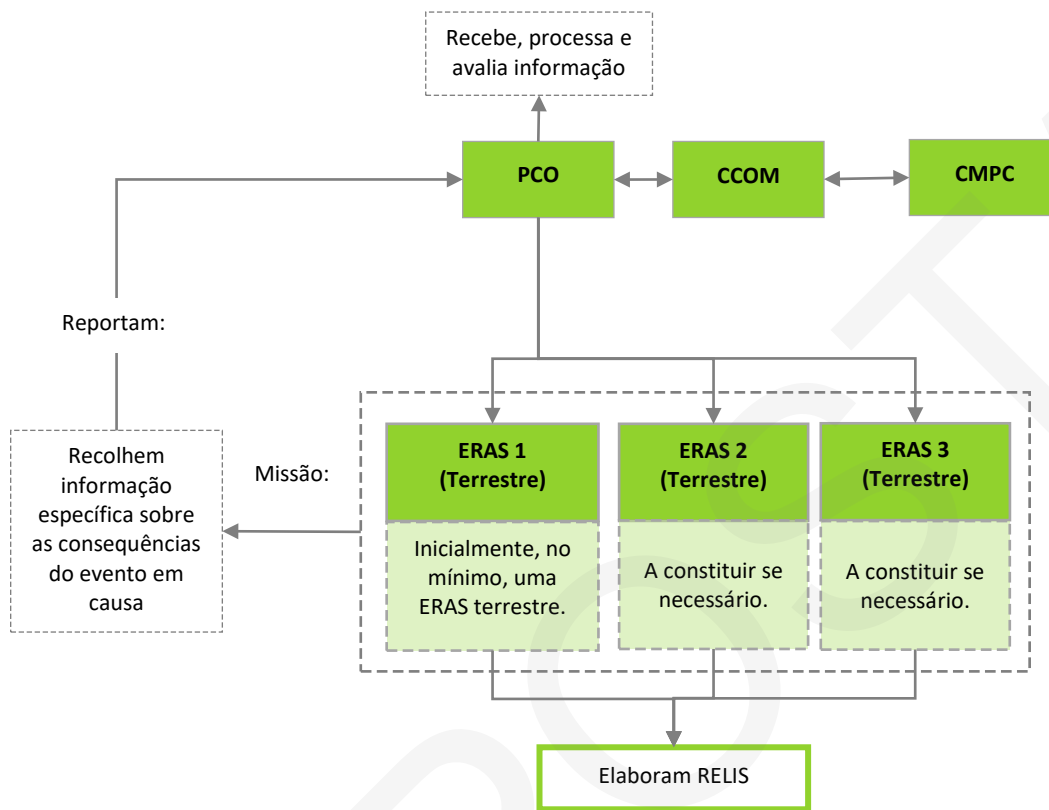 Recebe, processa e
avalia informação
PCO
CCOM
CMPC
Reportam:
Recolhem
informação
específica sobre
as consequências
do evento em
causa
Missão:
ERAS 1
(Terrestre)
ERAS 2
(Terrestre)
ERAS 3
(Terrestre)
Inicialmente, no
mínimo, uma
ERAS terrestre.
A constituir se
necessário.
A constituir se
necessário.
Elaboram RELIS